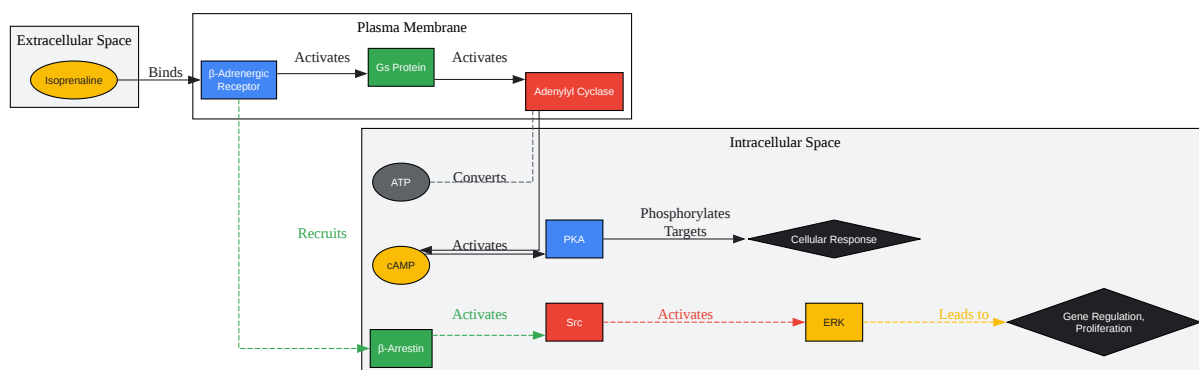 Plasma Membrane
Extracellular Space
Isoprenaline
Binds
β-Adrenergic
Receptor
Activates
Gs Protein
Activates
Adenylyl Cyclase
Intracellular Space
ATP
Converts
Recruits
cAMP
Activates
PKA
Phosphorylates
Targets
Cellular Response
β-Arrestin
Activates
Src
Activates
ERK
Leads to
Gene Regulation,
Proliferation